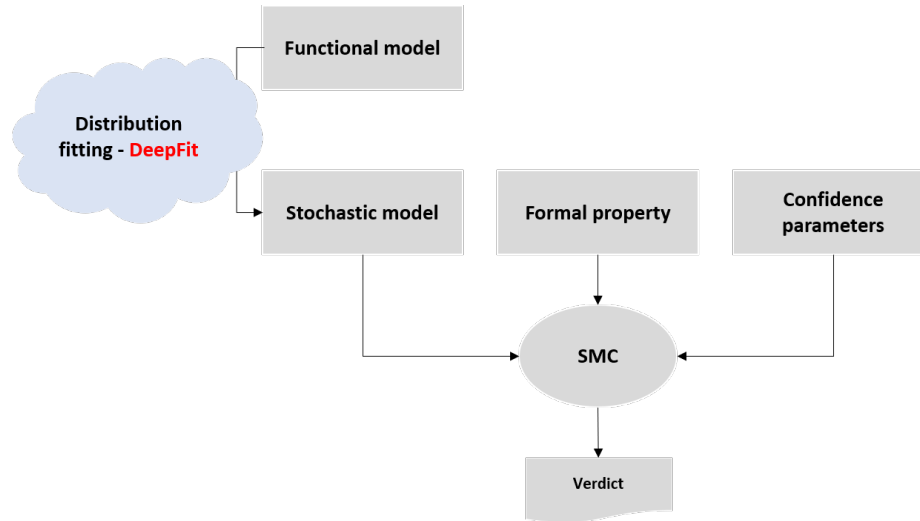 Functional model
Distribution
fitting - DeepFit
Stochastic model
Formal property
Confidence
parameters
SMC
Verdict